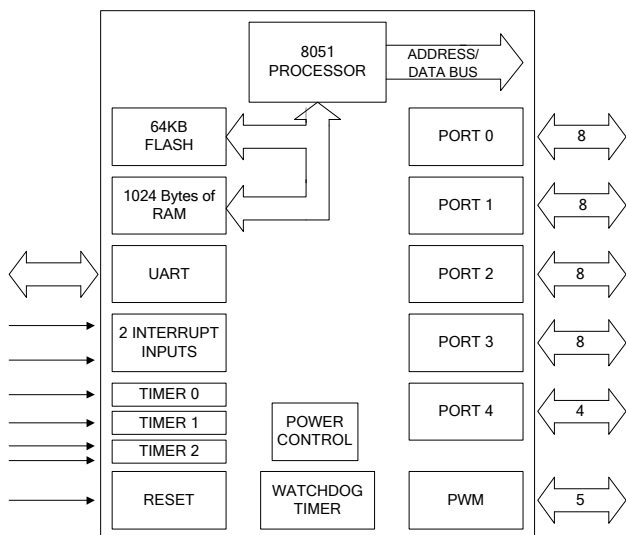 8051
PROCESSOR
ADDRESS/
DATA BUS
64KB
FLASH
PORT 0
8
1024 Bytes of
RAM
PORT 1
8
UART
PORT 2
8
2 INTERRUPT
INPUTS
PORT 3
8
TIMER 0
TIMER 1
TIMER 2
POWER
CONTROL
PORT 4
4
RESET
WATCHDOG
TIMER
PWM
5